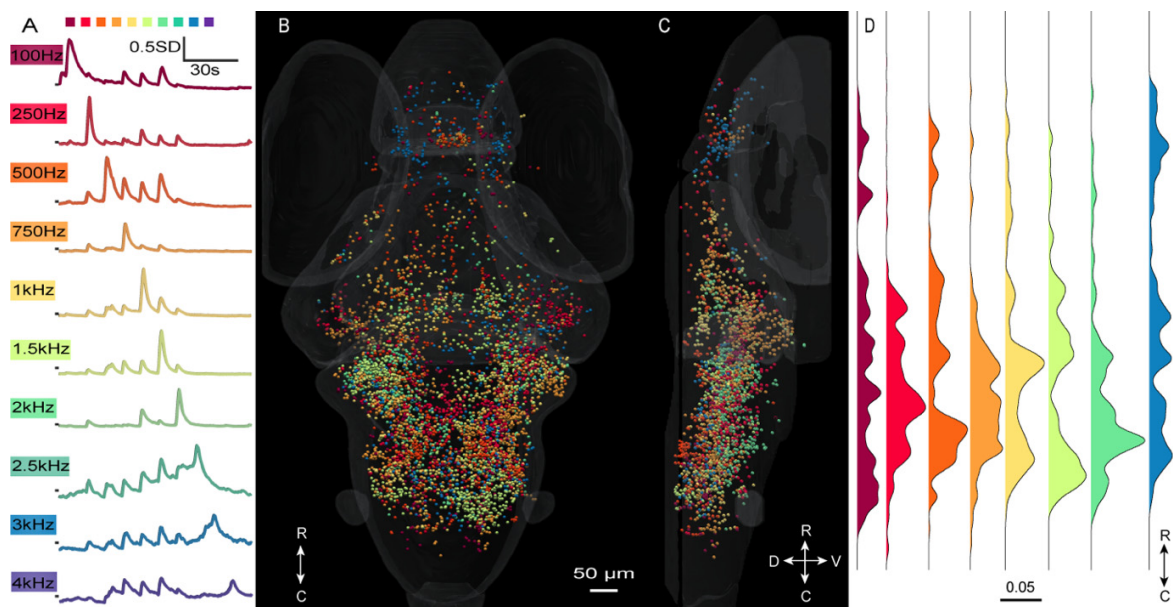 A
0.5SD
30s
100Hz
250Hz
500Hz
750Hz
1kHz
1.5kHz
2kHz
2.5kHz
3kHz
4kHz
B
R
C
50 µm
C
R
D V
C
D
0.05
R
C